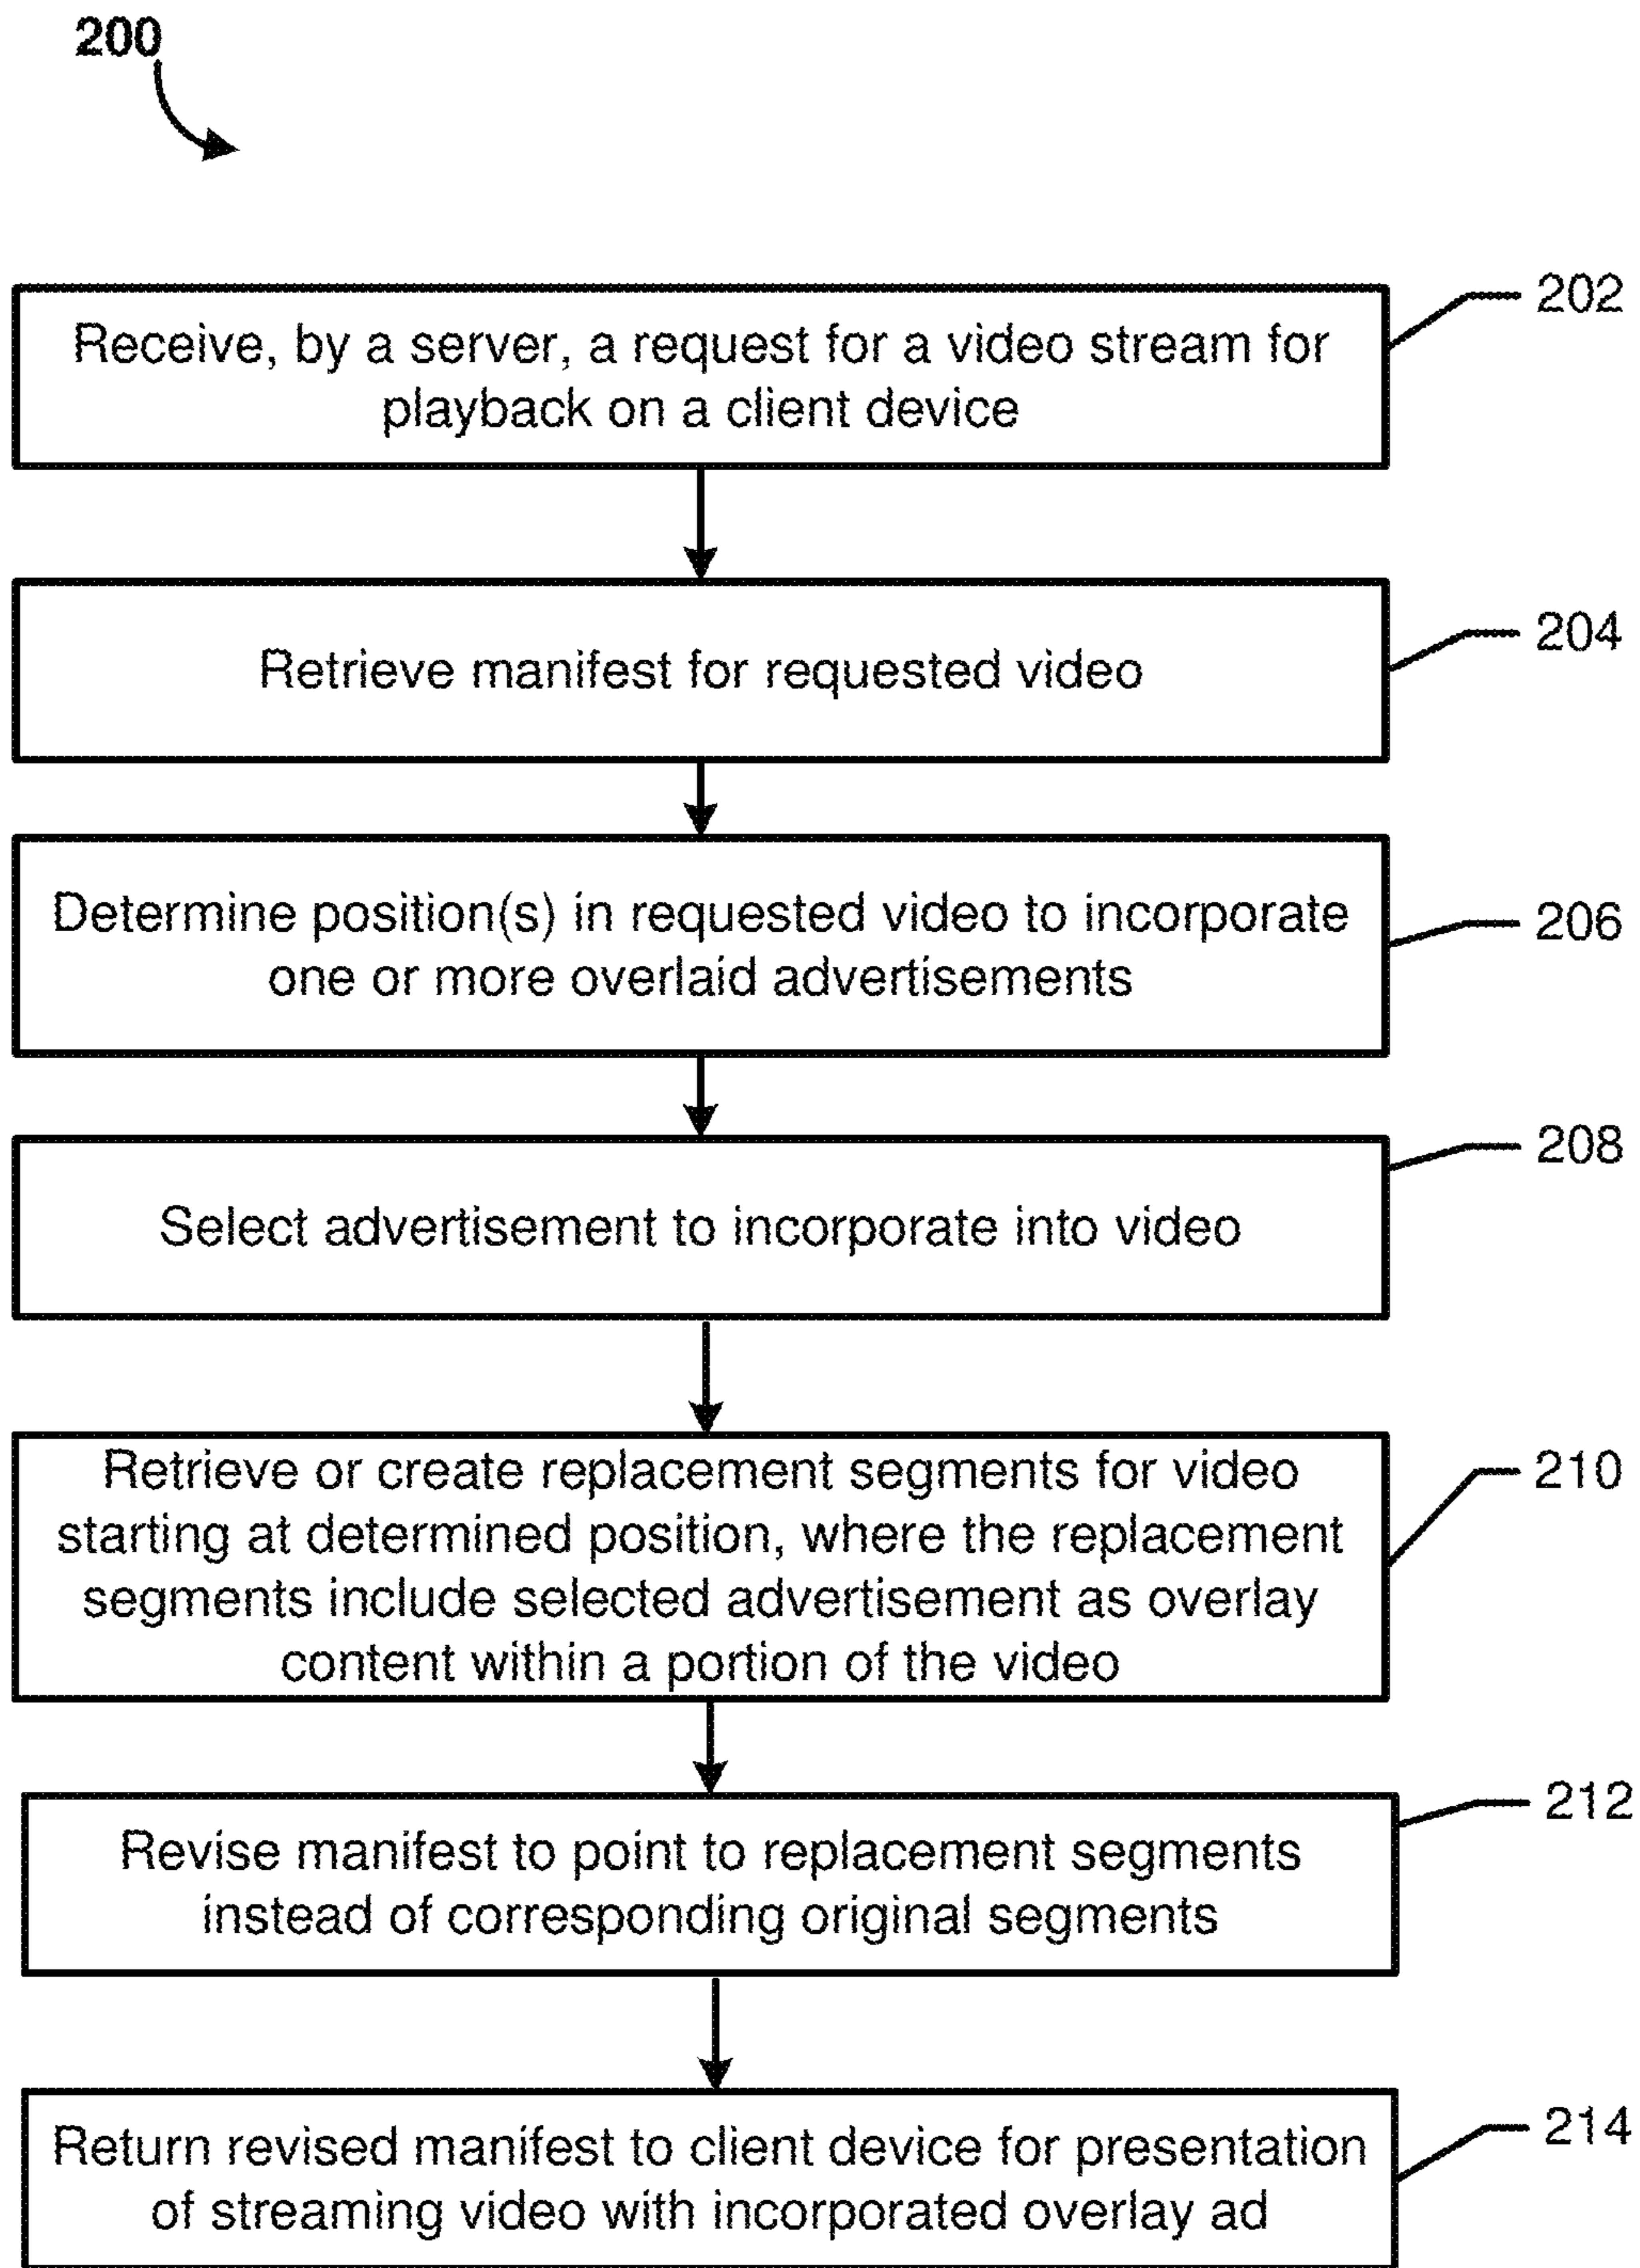 200
202
Receive, by a server, a request for a video stream for
playback on a client device
204
Retrieve manifest for requested video
206
Determine position(s) in requested video to incorporate
one or more overlaid advertisements
208
Select advertisement to incorporate into video
210
Retrieve or create replacement segments for video
starting at determined position, where the replacement
segments include selected advertisement as overlay
content within a portion of the video
212
Revise manifest to point to replacement segments
instead of corresponding original segments
214
Return revised manifest to client device for presentation
of streaming video with incorporated overlay ad